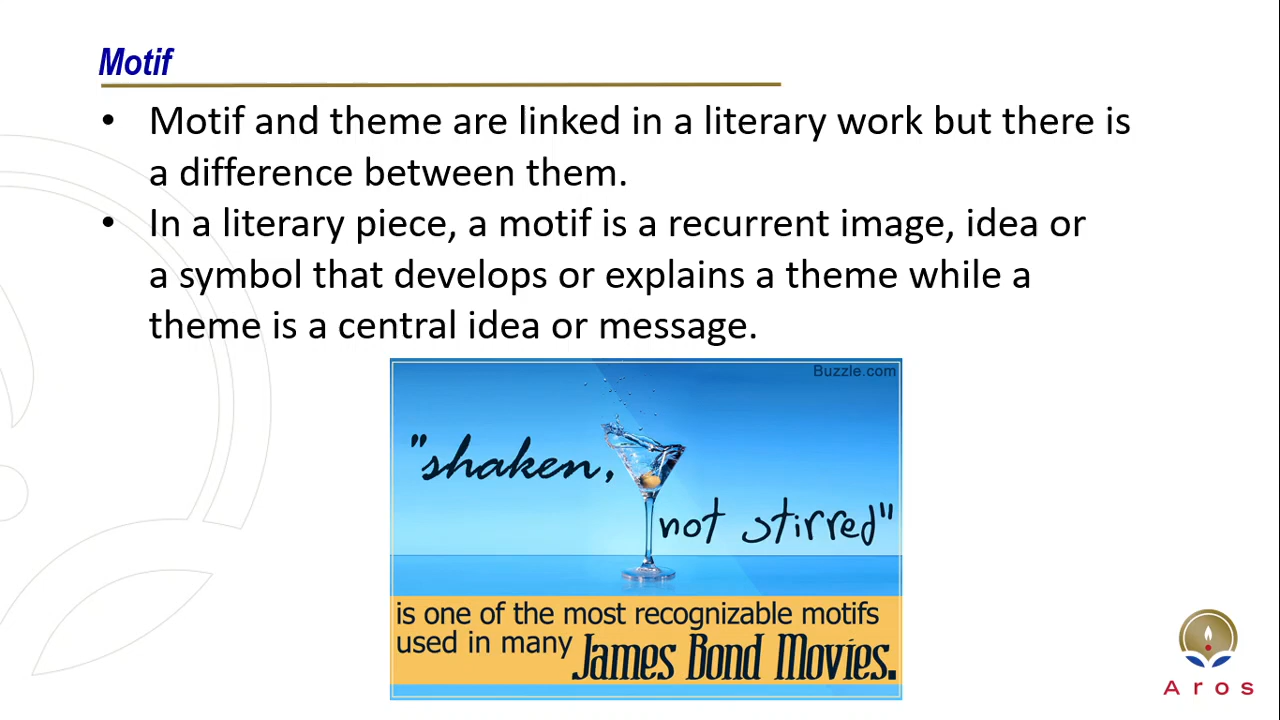 Motif
• Motif and theme are linked in a literary work but there is
a difference between them.
• In a literary piece, a motif is a recurrent image, idea or
a symbol that develops or explains a theme while a
theme is a central idea or message.
Buzzle.com
"shaken,
not stirred"
is one of the most recognizable motifs
used in many James Bond Movies.
Aros